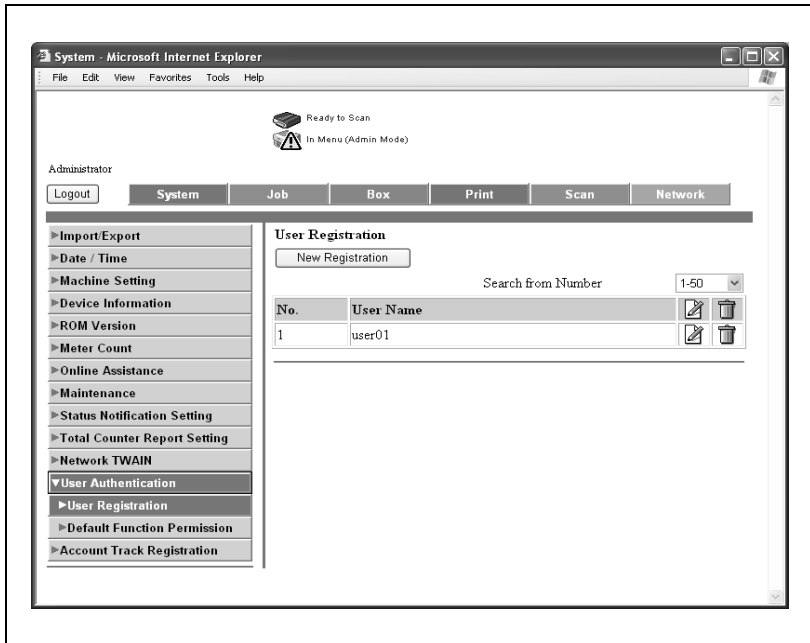 System - Microsoft Internet Explorer
File Edit View Favorites Tools Help
Ready to Scan
In Menu (Admin Mode)
Administrator
Logout System Job Box Print Scan Network
Import/Export
Date / Time
Machine Setting
Device Information
ROM Version
Meter Count
Online Assistance
Maintenance
Status Notification Setting
Total Counter Report Setting
Network TWAIN
User Authentication
User Registration
Default Function Permission
Account Track Registration
User Registration
New Registration
Search from Number 1-50
No. User Name
1 user01